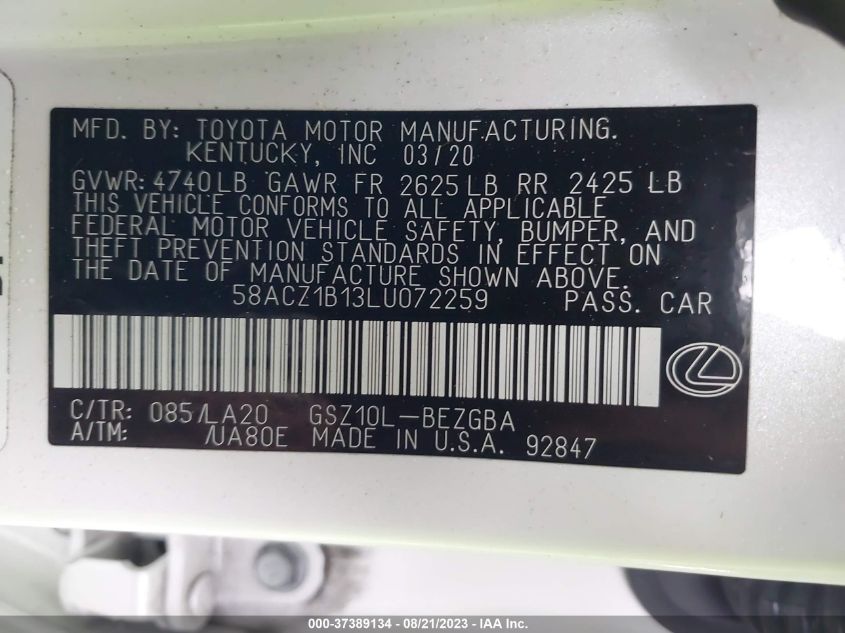 MFD. BY: TOYOTA MOTOR MANUFACTURING.
KENTUCKY, INC 03/20
GVWR: 4740LB GAWR FR 2625LB RR 2425 LB
THIS VEHICLE CONFORMS TO ALL APPLICABLE
FEDERAL MOTOR VEHICLE SAFETY, BUMPER, AND
THEFT PREVENTION STANDARDS IN EFFECT ON
THE DATE OF MANUFACTURE SHOWN ABOVE.
58ACZ1B13LU072259 PASS. CAR
C/TR: 085/LA20 GSZ10L-BEZGBA
A/TM: /UA80E MADE IN U.S.A. 92847
000-37389134 - 08/21/2023 - IAA Inc.